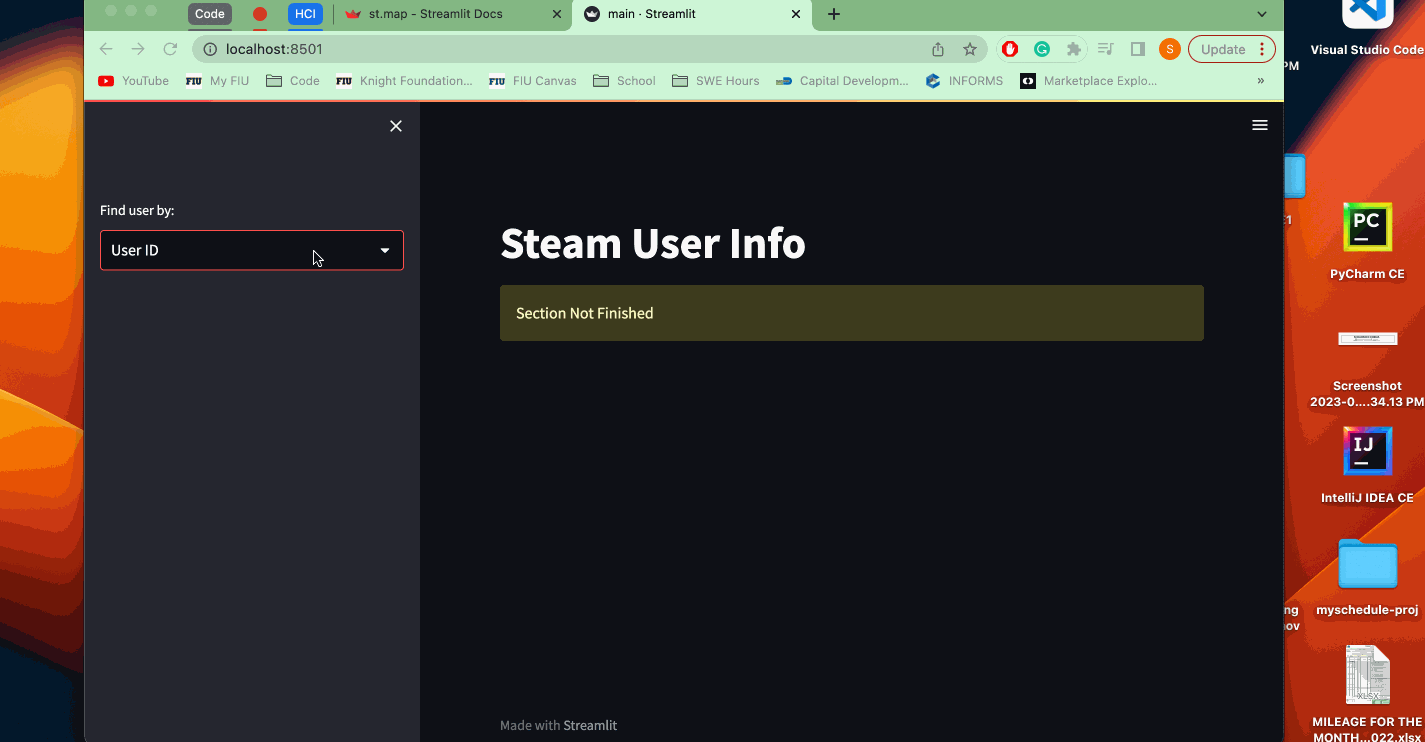 Code
HCI
st.map - Streamlit Docs
main · Streamlit
localhost:8501
S
Update
YouTube
FIU My FIU
Code
FIU Knight Foundation...
FIU FIU Canvas
School
SWE Hours
Capital Developm...
INFORMS
Marketplace Explo...
»
Find user by:
User ID
Steam User Info
Section Not Finished
Made with Streamlit
Visual Studio Code
PM
PC
PyCharm CE
Screenshot
2023-0....34.13 PM
IJ
IntelliJ IDEA CE
myschedule-proj
XLSX
MILEAGE FOR THE
MONTH...022.xlsx